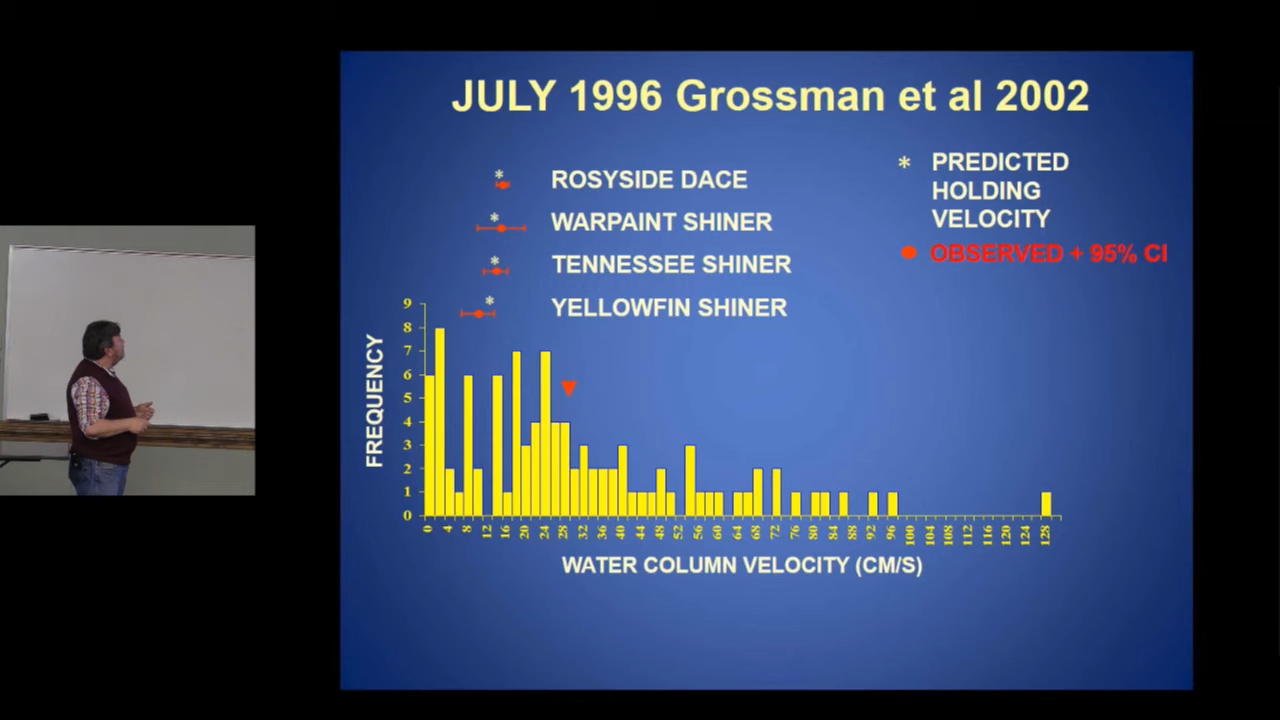 JULY 1996 Grossman et al 2002
* ROSYSIDE DACE
* WARPAINT SHINER
* TENNESSEE SHINER
* YELLOWFIN SHINER
* PREDICTED
HOLDING
VELOCITY
OBSERVED + 95% CI
FREQUENCY
9
8
7
6
5
4
3
2
1
0
0 4 8 12 16 20 24 28 32 36 40 44 48 52 56 60 64 68 72 76 80 84 88 92 96 100 104 108 112 116 120 124 128
WATER COLUMN VELOCITY (CM/S)